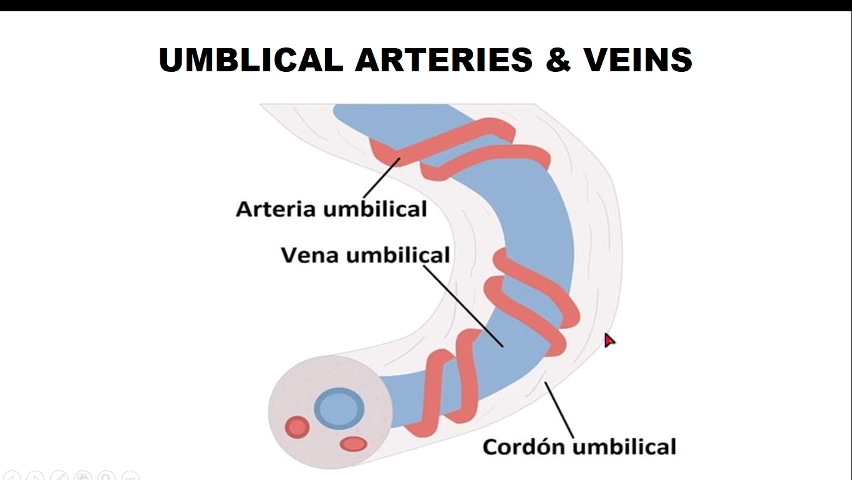 UMBLICAL ARTERIES & VEINS
Arteria umbilical
Vena umbilical
Cordón umbilical